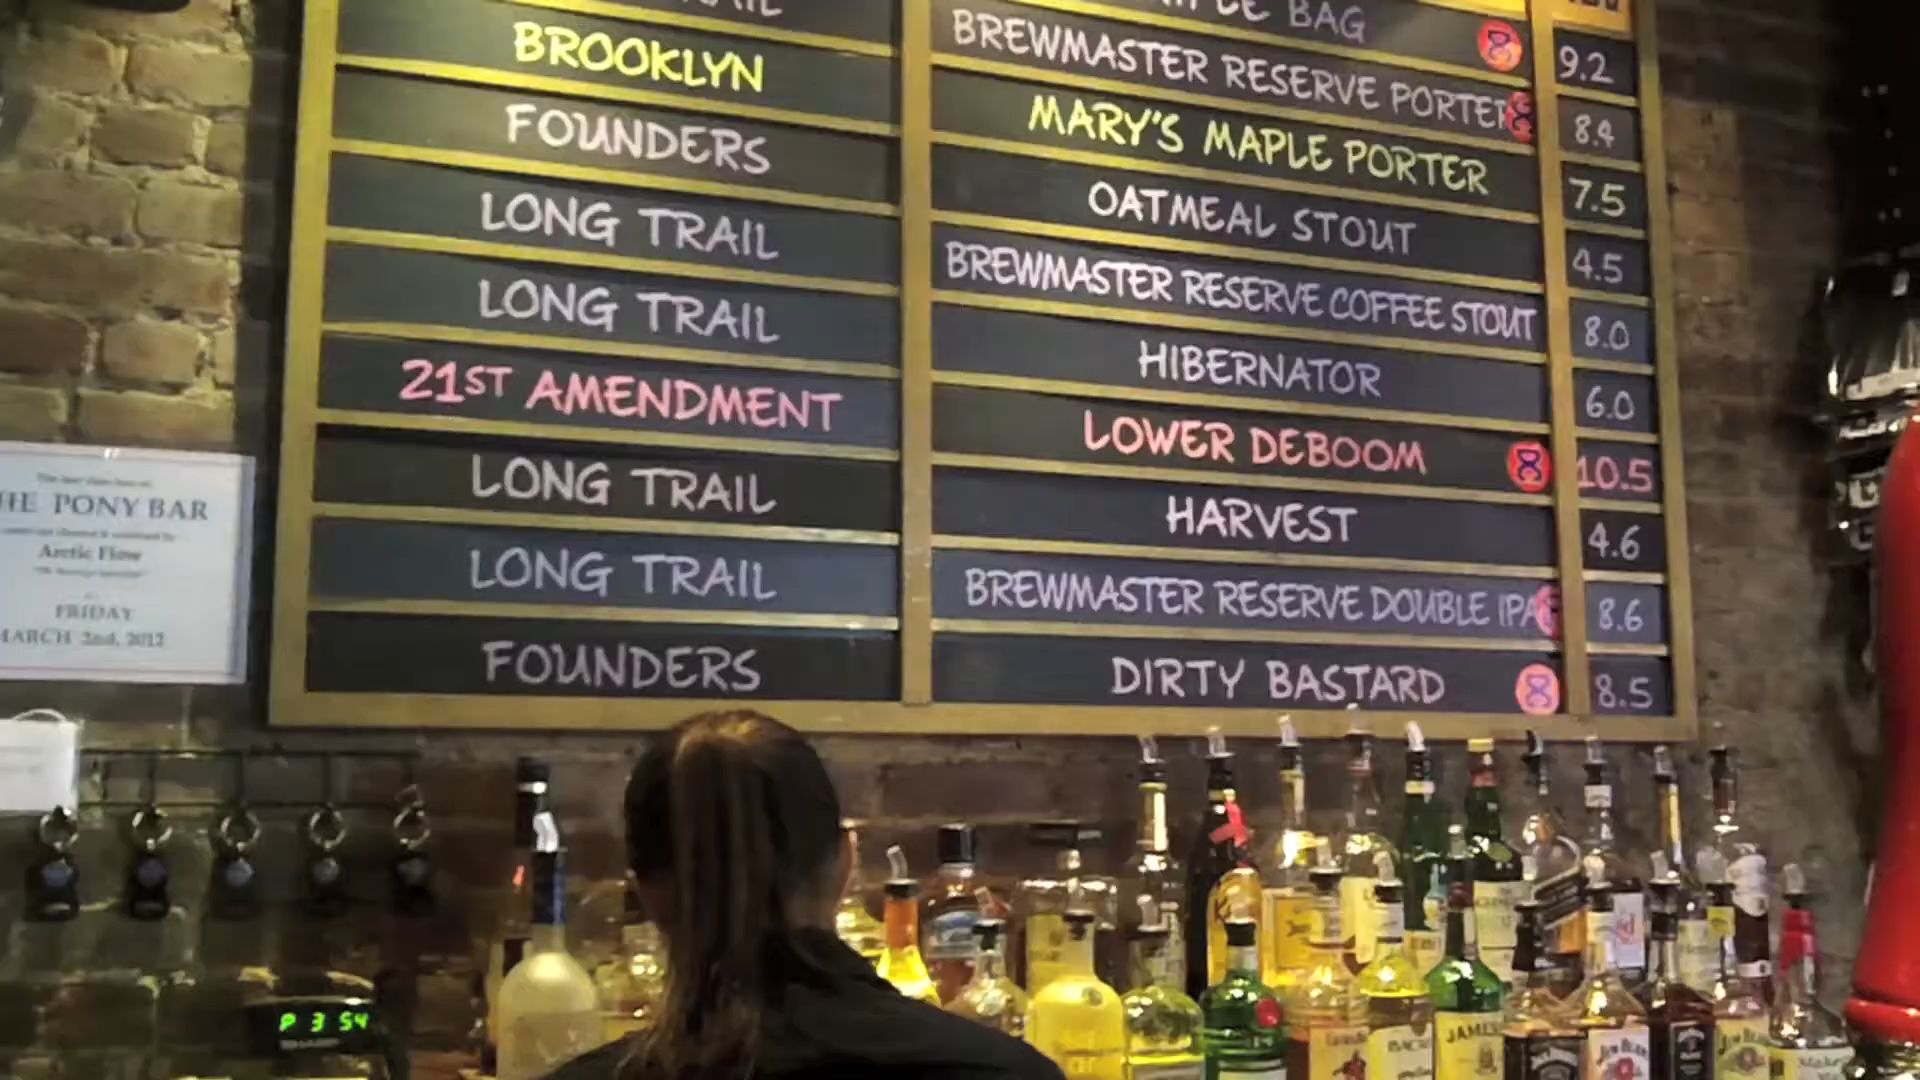 BAG 9.2
BREWMASTER RESERVE PORTER 8.4
BROOKLYN MARY'S MAPLE PORTER 7.5
FOUNDERS OATMEAL STOUT 4.5
LONG TRAIL BREWMASTER RESERVE COFFEE STOUT 8.0
LONG TRAIL HIBERNATOR 6.0
21ST AMENDMENT LOWER DEBOOM 10.5
LONG TRAIL HARVEST 4.6
LONG TRAIL BREWMASTER RESERVE DOUBLE IPA 8.6
FOUNDERS DIRTY BASTARD 8.5
PONY BAR
Arctic Flow
FRIDAY
MARCH 2nd, 2012
P 3 54
JIM BEAM